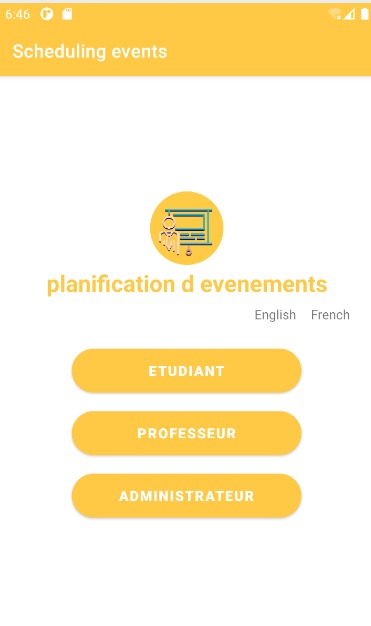 6:46
Scheduling events
planification d evenements
English French
ETUDIANT
PROFESSEUR
ADMINISTRATEUR